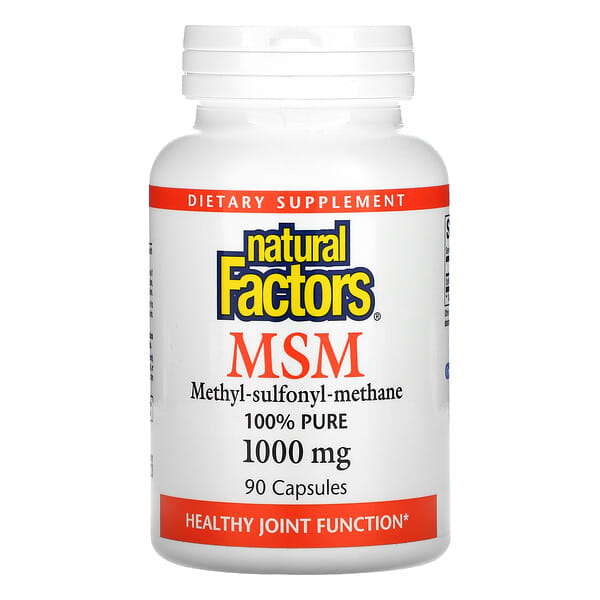 DIETARY SUPPLEMENT
natural
Factors®
MSM
Methyl-sulfonyl-methane
100% PURE
1000 mg
90 Capsules
HEALTHY JOINT FUNCTION*